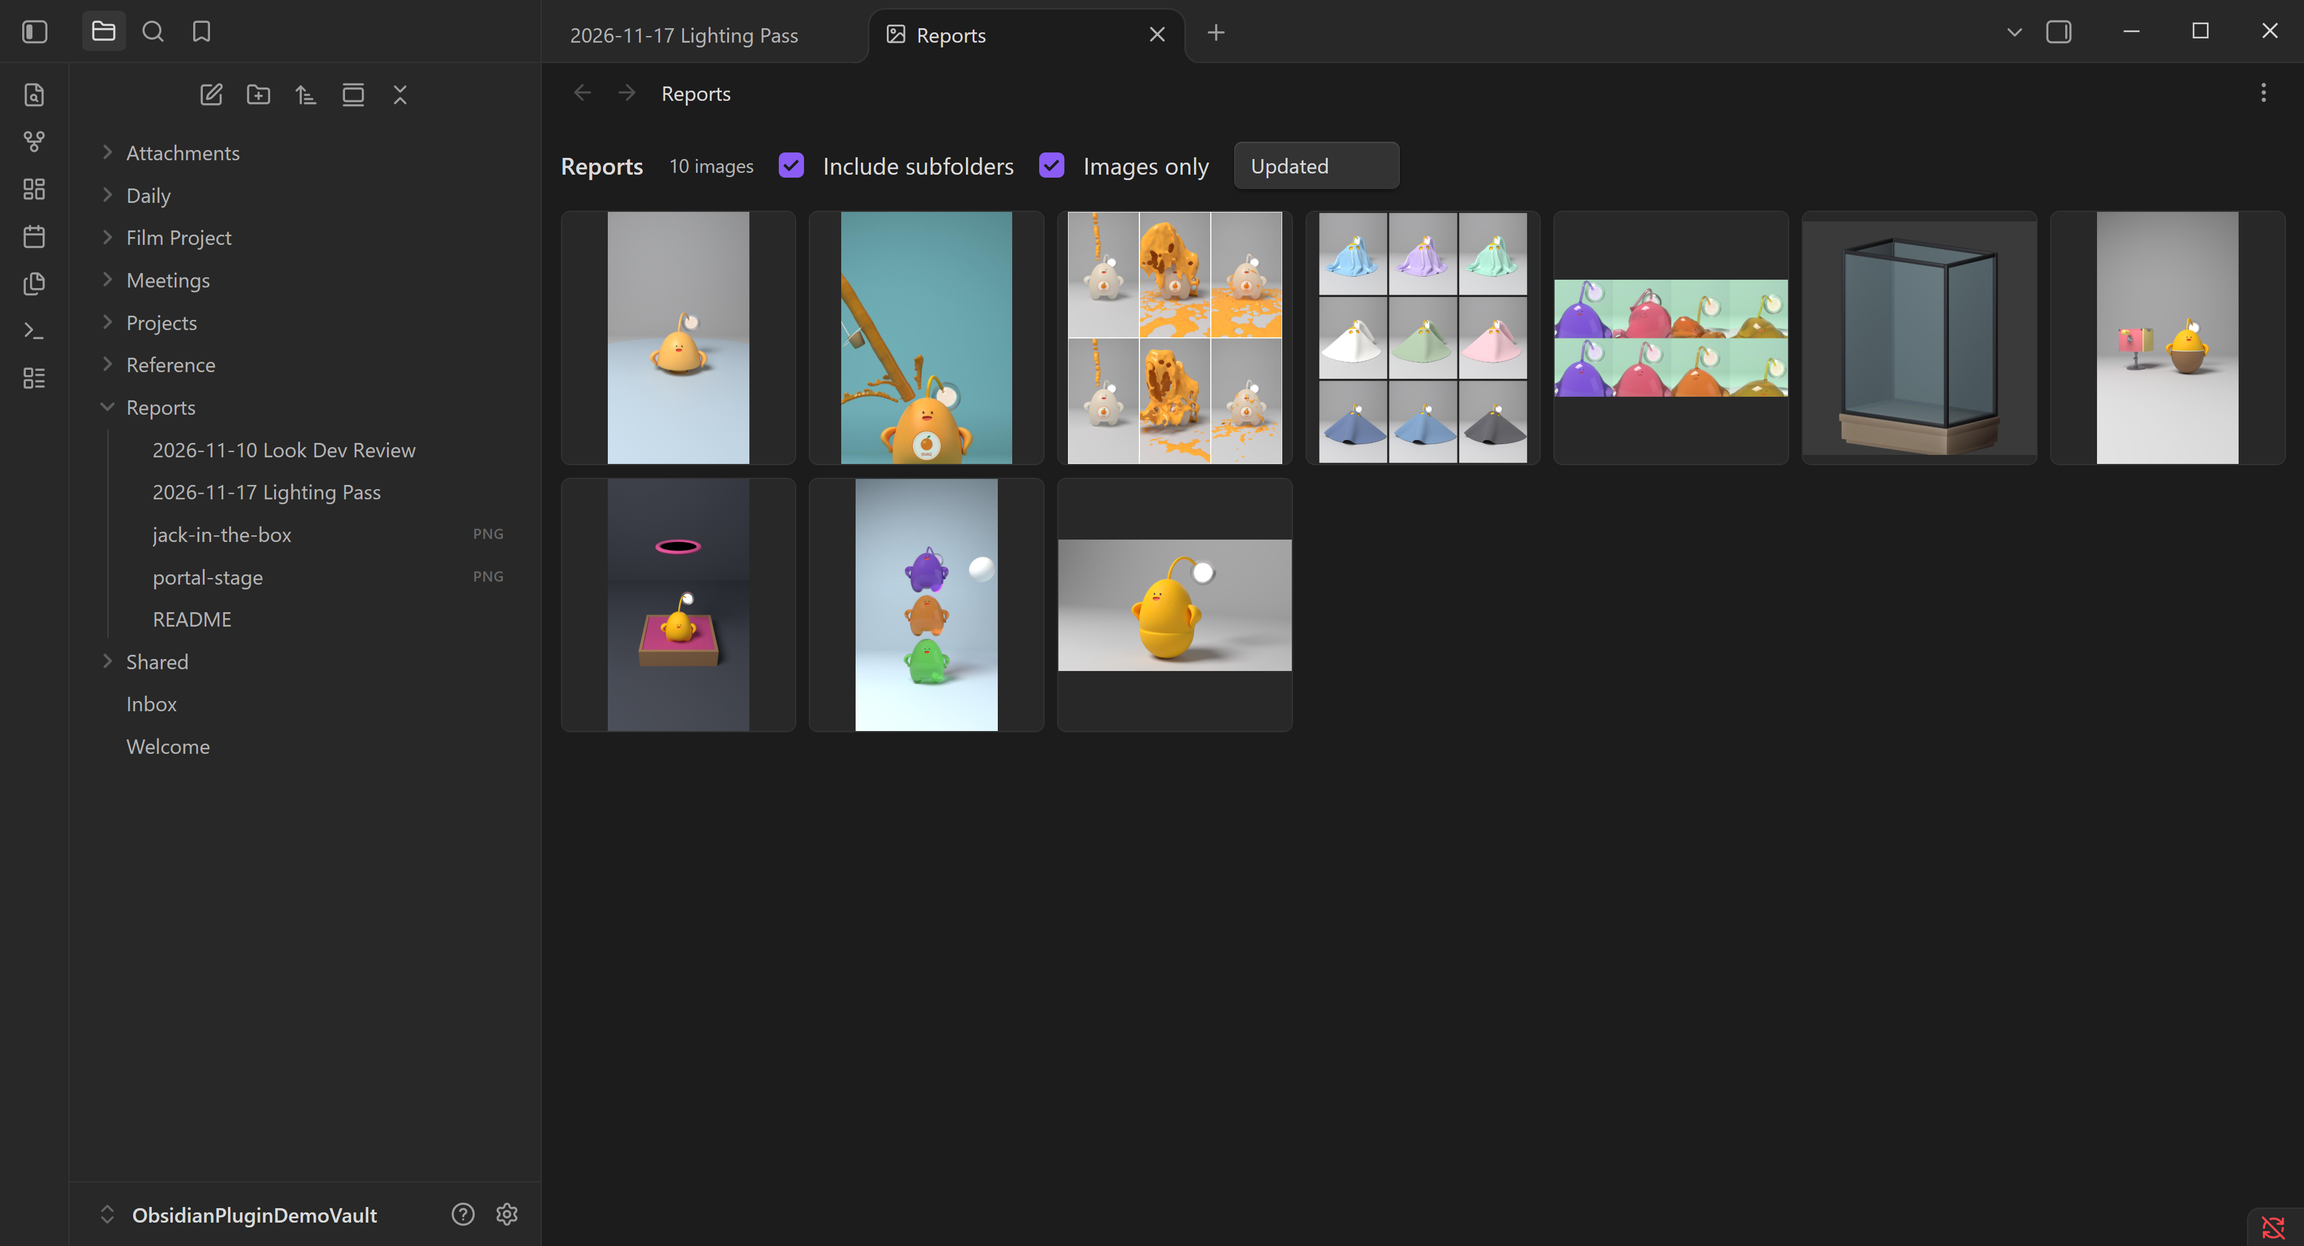 2026-11-17 Lighting Pass
Reports
Reports
Reports 10 images Include subfolders Images only Updated
Attachments
Daily
Film Project
Meetings
Projects
Reference
Reports
2026-11-10 Look Dev Review
2026-11-17 Lighting Pass
jack-in-the-box PNG
portal-stage PNG
README
Shared
Inbox
Welcome
ObsidianPluginDemoVault